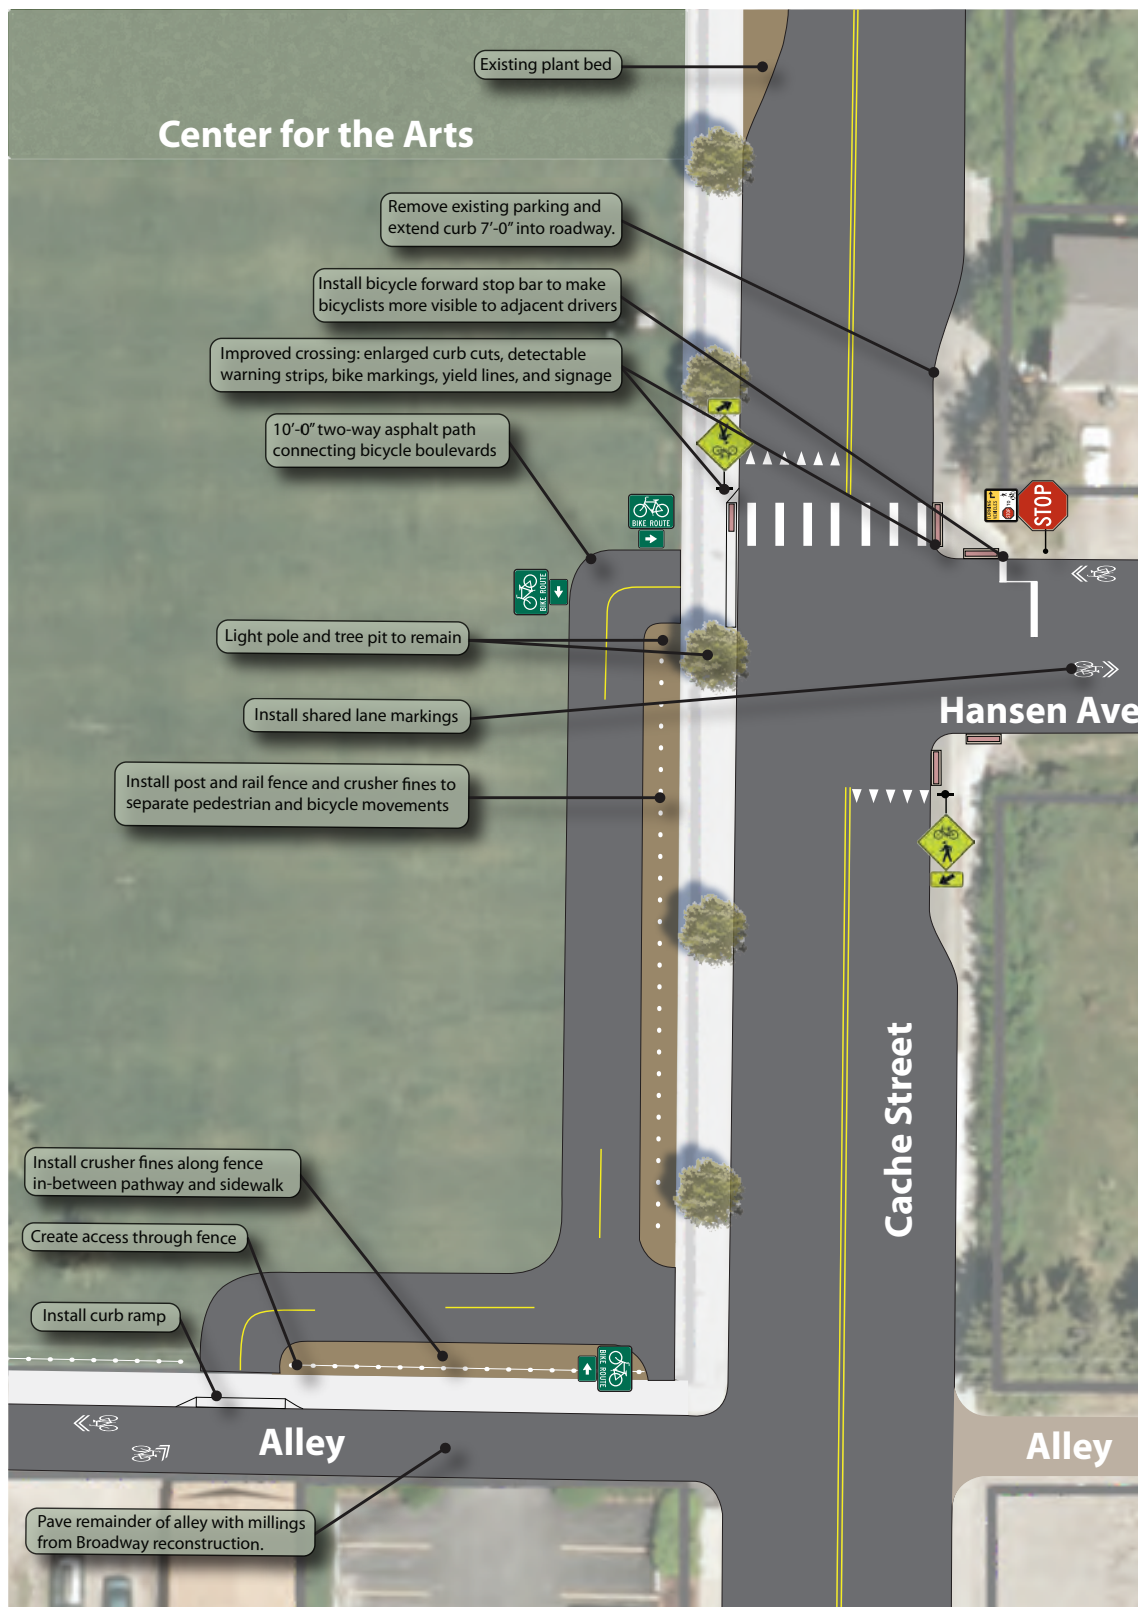 Existing plant bed
Center for the Arts
Remove existing parking and
extend curb 7'-0" into roadway.
Install bicycle forward stop bar to make
bicyclists more visible to adjacent drivers
Improved crossing: enlarged curb cuts, detectable
warning strips, bike markings, yield lines, and signage
10'-0" two-way asphalt path
connecting bicycle boulevards
BIKE ROUTE
STOP
BIKE ROUTE
Light pole and tree pit to remain
Install shared lane markings
Hansen Ave
Install post and rail fence and crusher fines to
separate pedestrian and bicycle movements
Cache Street
Install crusher fines along fence
in-between pathway and sidewalk
Create access through fence
Install curb ramp
BIKE ROUTE
Alley
Alley
Pave remainder of alley with millings
from Broadway reconstruction.